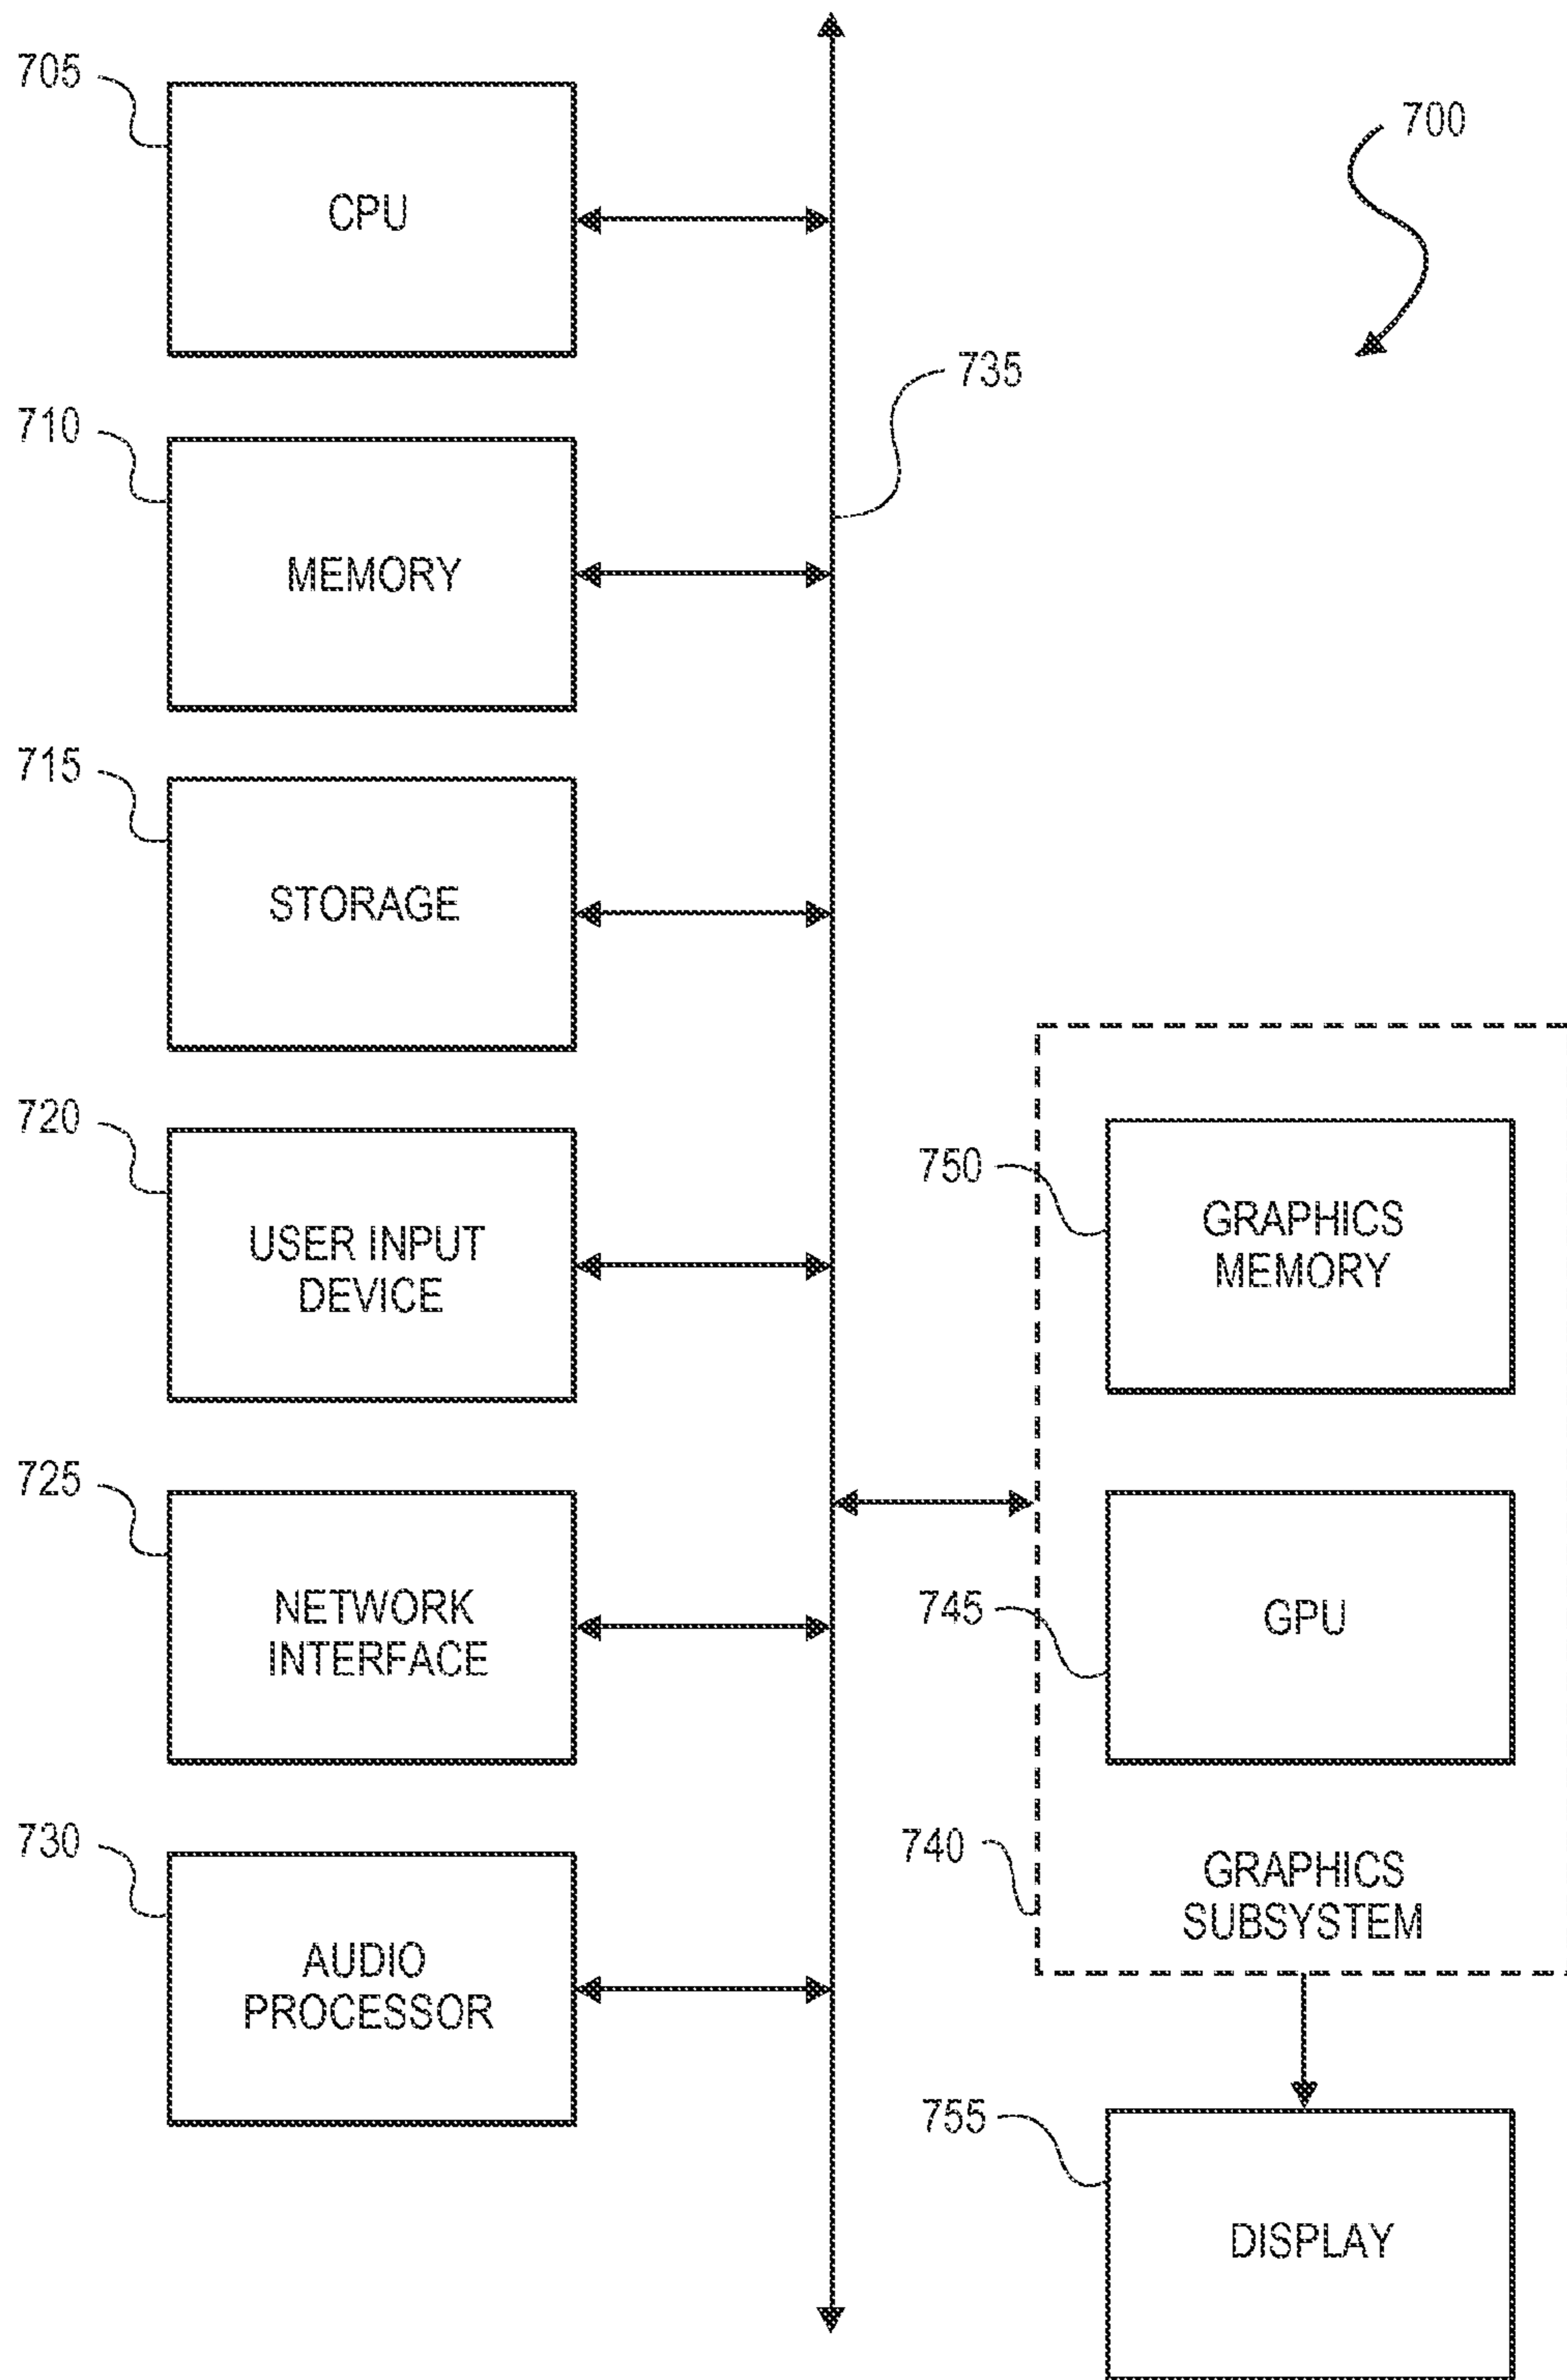 705
CPU
700
735
710
MEMORY
715
STORAGE
720
USER INPUT
DEVICE
750
GRAPHICS
MEMORY
725
NETWORK
INTERFACE
745
GPU
730
AUDIO
PROCESSOR
740
GRAPHICS
SUBSYSTEM
755
DISPLAY